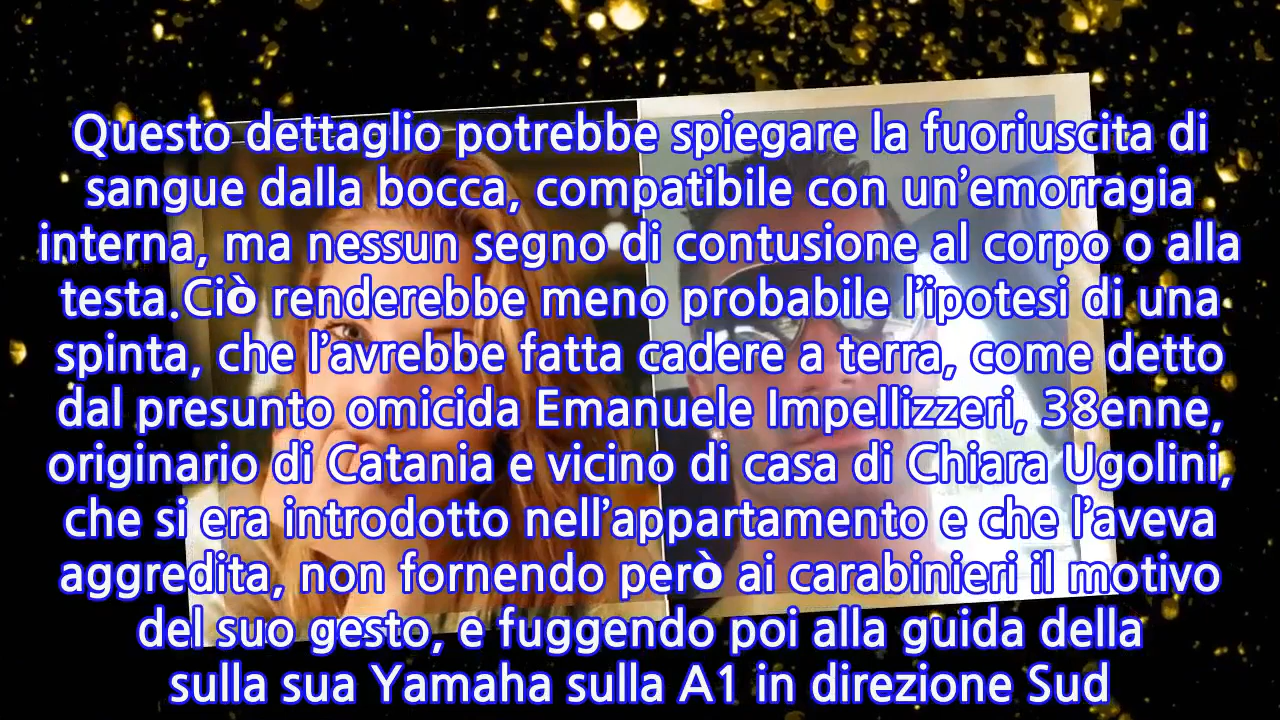 Questo dettaglio potrebbe spiegare la fuoriuscita di
sangue dalla bocca, compatibile con un’emorragia
interna, ma nessun segno di contusione al corpo o alla
testa.Ciò renderebbe meno probabile l’ipotesi di una
spinta, che l’avrebbe fatta cadere a terra, come detto
dal presunto omicida Emanuele Impellizzeri, 38enne,
originario di Catania e vicino di casa di Chiara Ugolini,
che si era introdotto nell’appartamento e che l’aveva
aggredita, non fornendo però ai carabinieri il motivo
del suo gesto, e fuggendo poi alla guida della
sulla sua Yamaha sulla A1 in direzione Sud